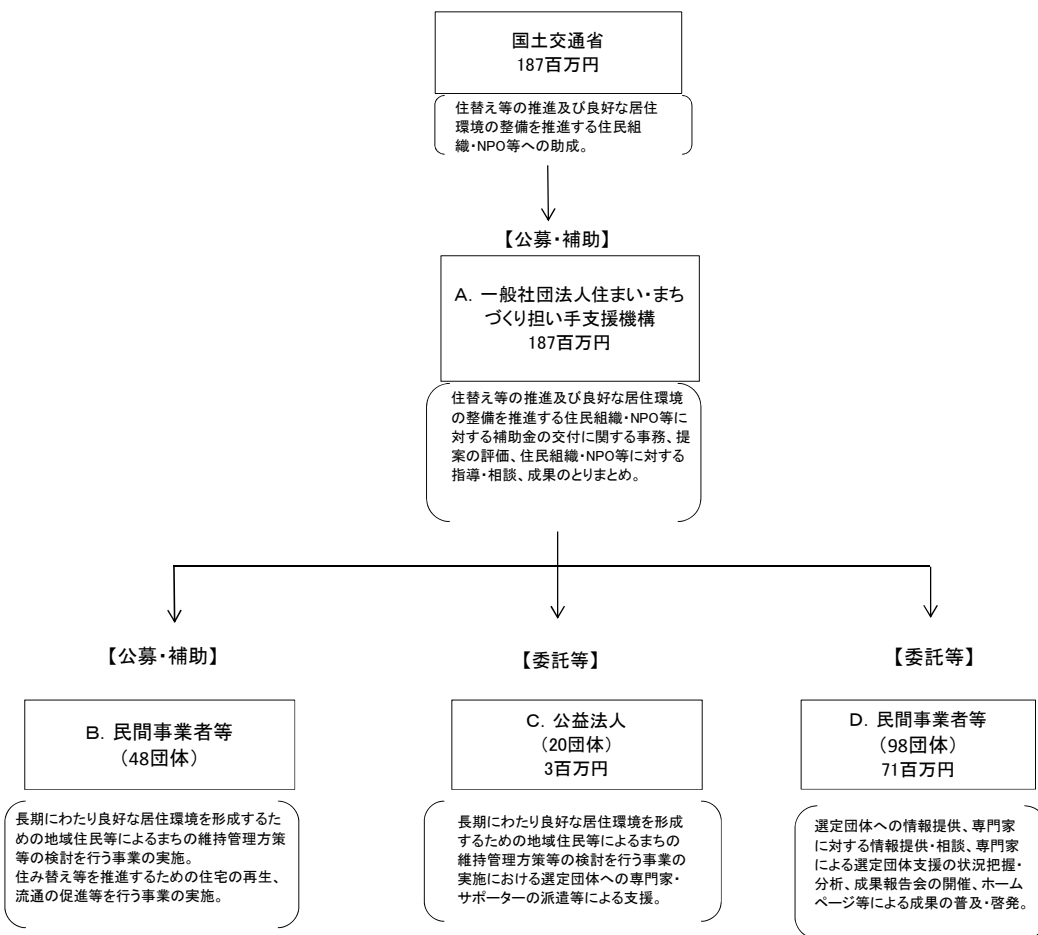 国土交通省
187百万円
住替え等の推進及び良好な居住
環境の整備を推進する住民組
織・NPO等への助成。
【公募・補助】
A．一般社団法人住まい・まち
づくり担い手支援機構
187百万円
住替え等の推進及び良好な居住環境
の整備を推進する住民組織・NPO等に
対する補助金の交付に関する事務、提
案の評価、住民組織・NPO等に対する
指導・相談、成果のとりまとめ。
【公募・補助】
B．民間事業者等
（48団体）
長期にわたり良好な居住環境を形成するた
めの地域住民等によるまちの維持管理方策
等の検討を行う事業の実施。
住み替え等を推進するための住宅の再生、
流通の促進等を行う事業の実施。
【委託等】
C．公益法人
（20団体）
3百万円
長期にわたり良好な居住環境を形成
するための地域住民等によるまちの
維持管理方策等の検討を行う事業の
実施における選定団体への専門家・
サポーターの派遣等による支援。
【委託等】
D．民間事業者等
（98団体）
71百万円
選定団体への情報提供、専門家
に対する情報提供・相談、専門家
による選定団体支援の状況把握・
分析、成果報告会の開催、ホーム
ページ等による成果の普及・啓発。